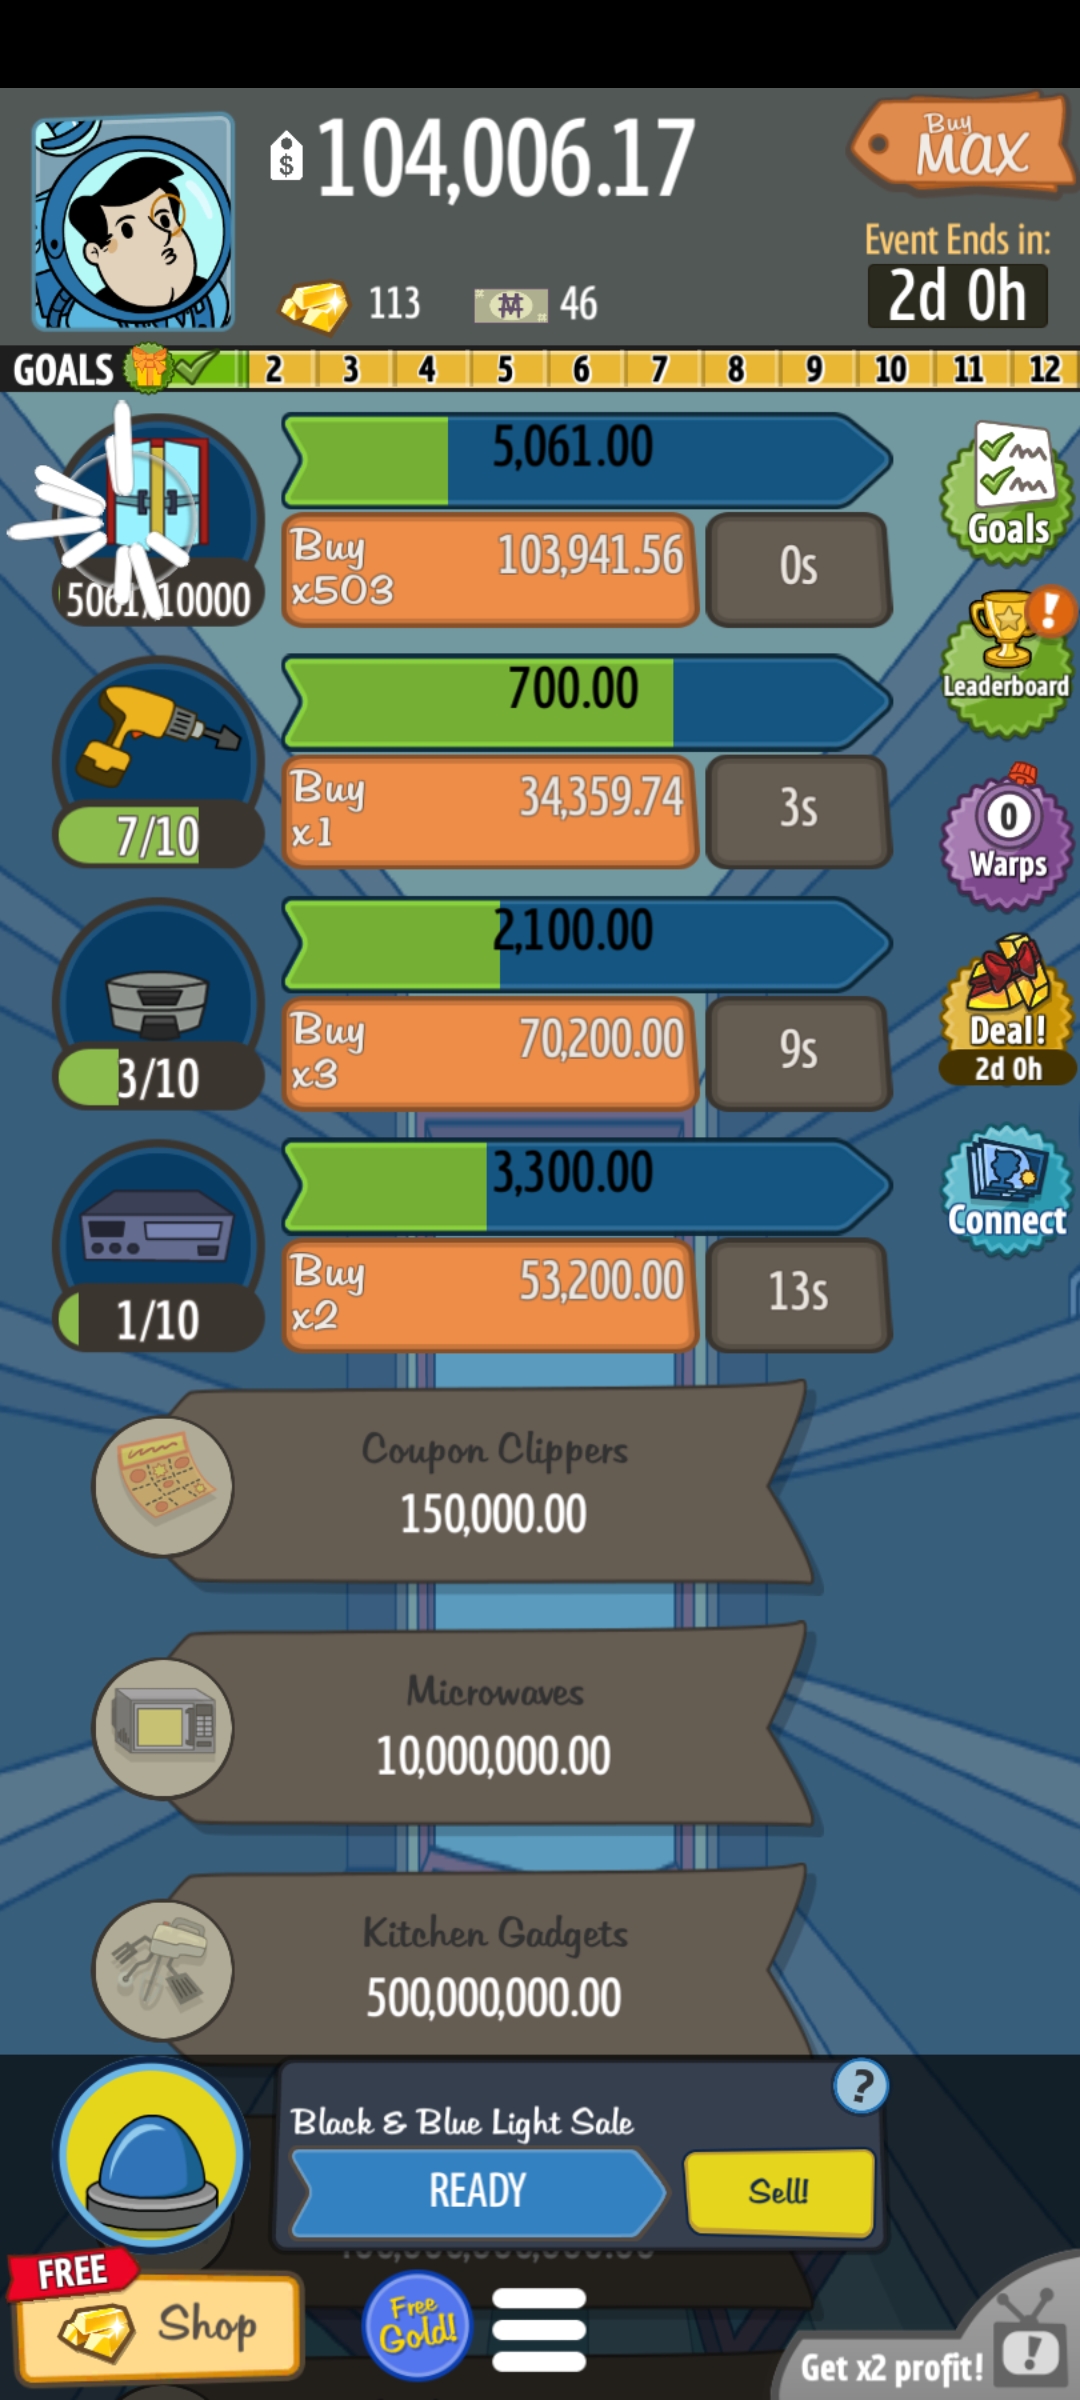 $ 104,006.17
Buy
MAX
Event Ends in:
2d 0h
113
46
GOALS 2 3 4 5 6 7 8 9 10 11 12
5,061.00
Buy
x503
103,941.56
0s
5061/10000
Goals
700.00
Buy
x1
34,359.74
3s
7/10
!
Leaderboard
2,100.00
Buy
x3
70,200.00
9s
3/10
0
Warps
Deal!
2d 0h
3,300.00
Buy
x2
53,200.00
13s
1/10
Connect
Coupon Clippers
150,000.00
Microwaves
10,000,000.00
Kitchen Gadgets
500,000,000.00
Black & Blue Light Sale
?
READY
Sell!
FREE
Shop
Free
Gold!
Get x2 profit!
!